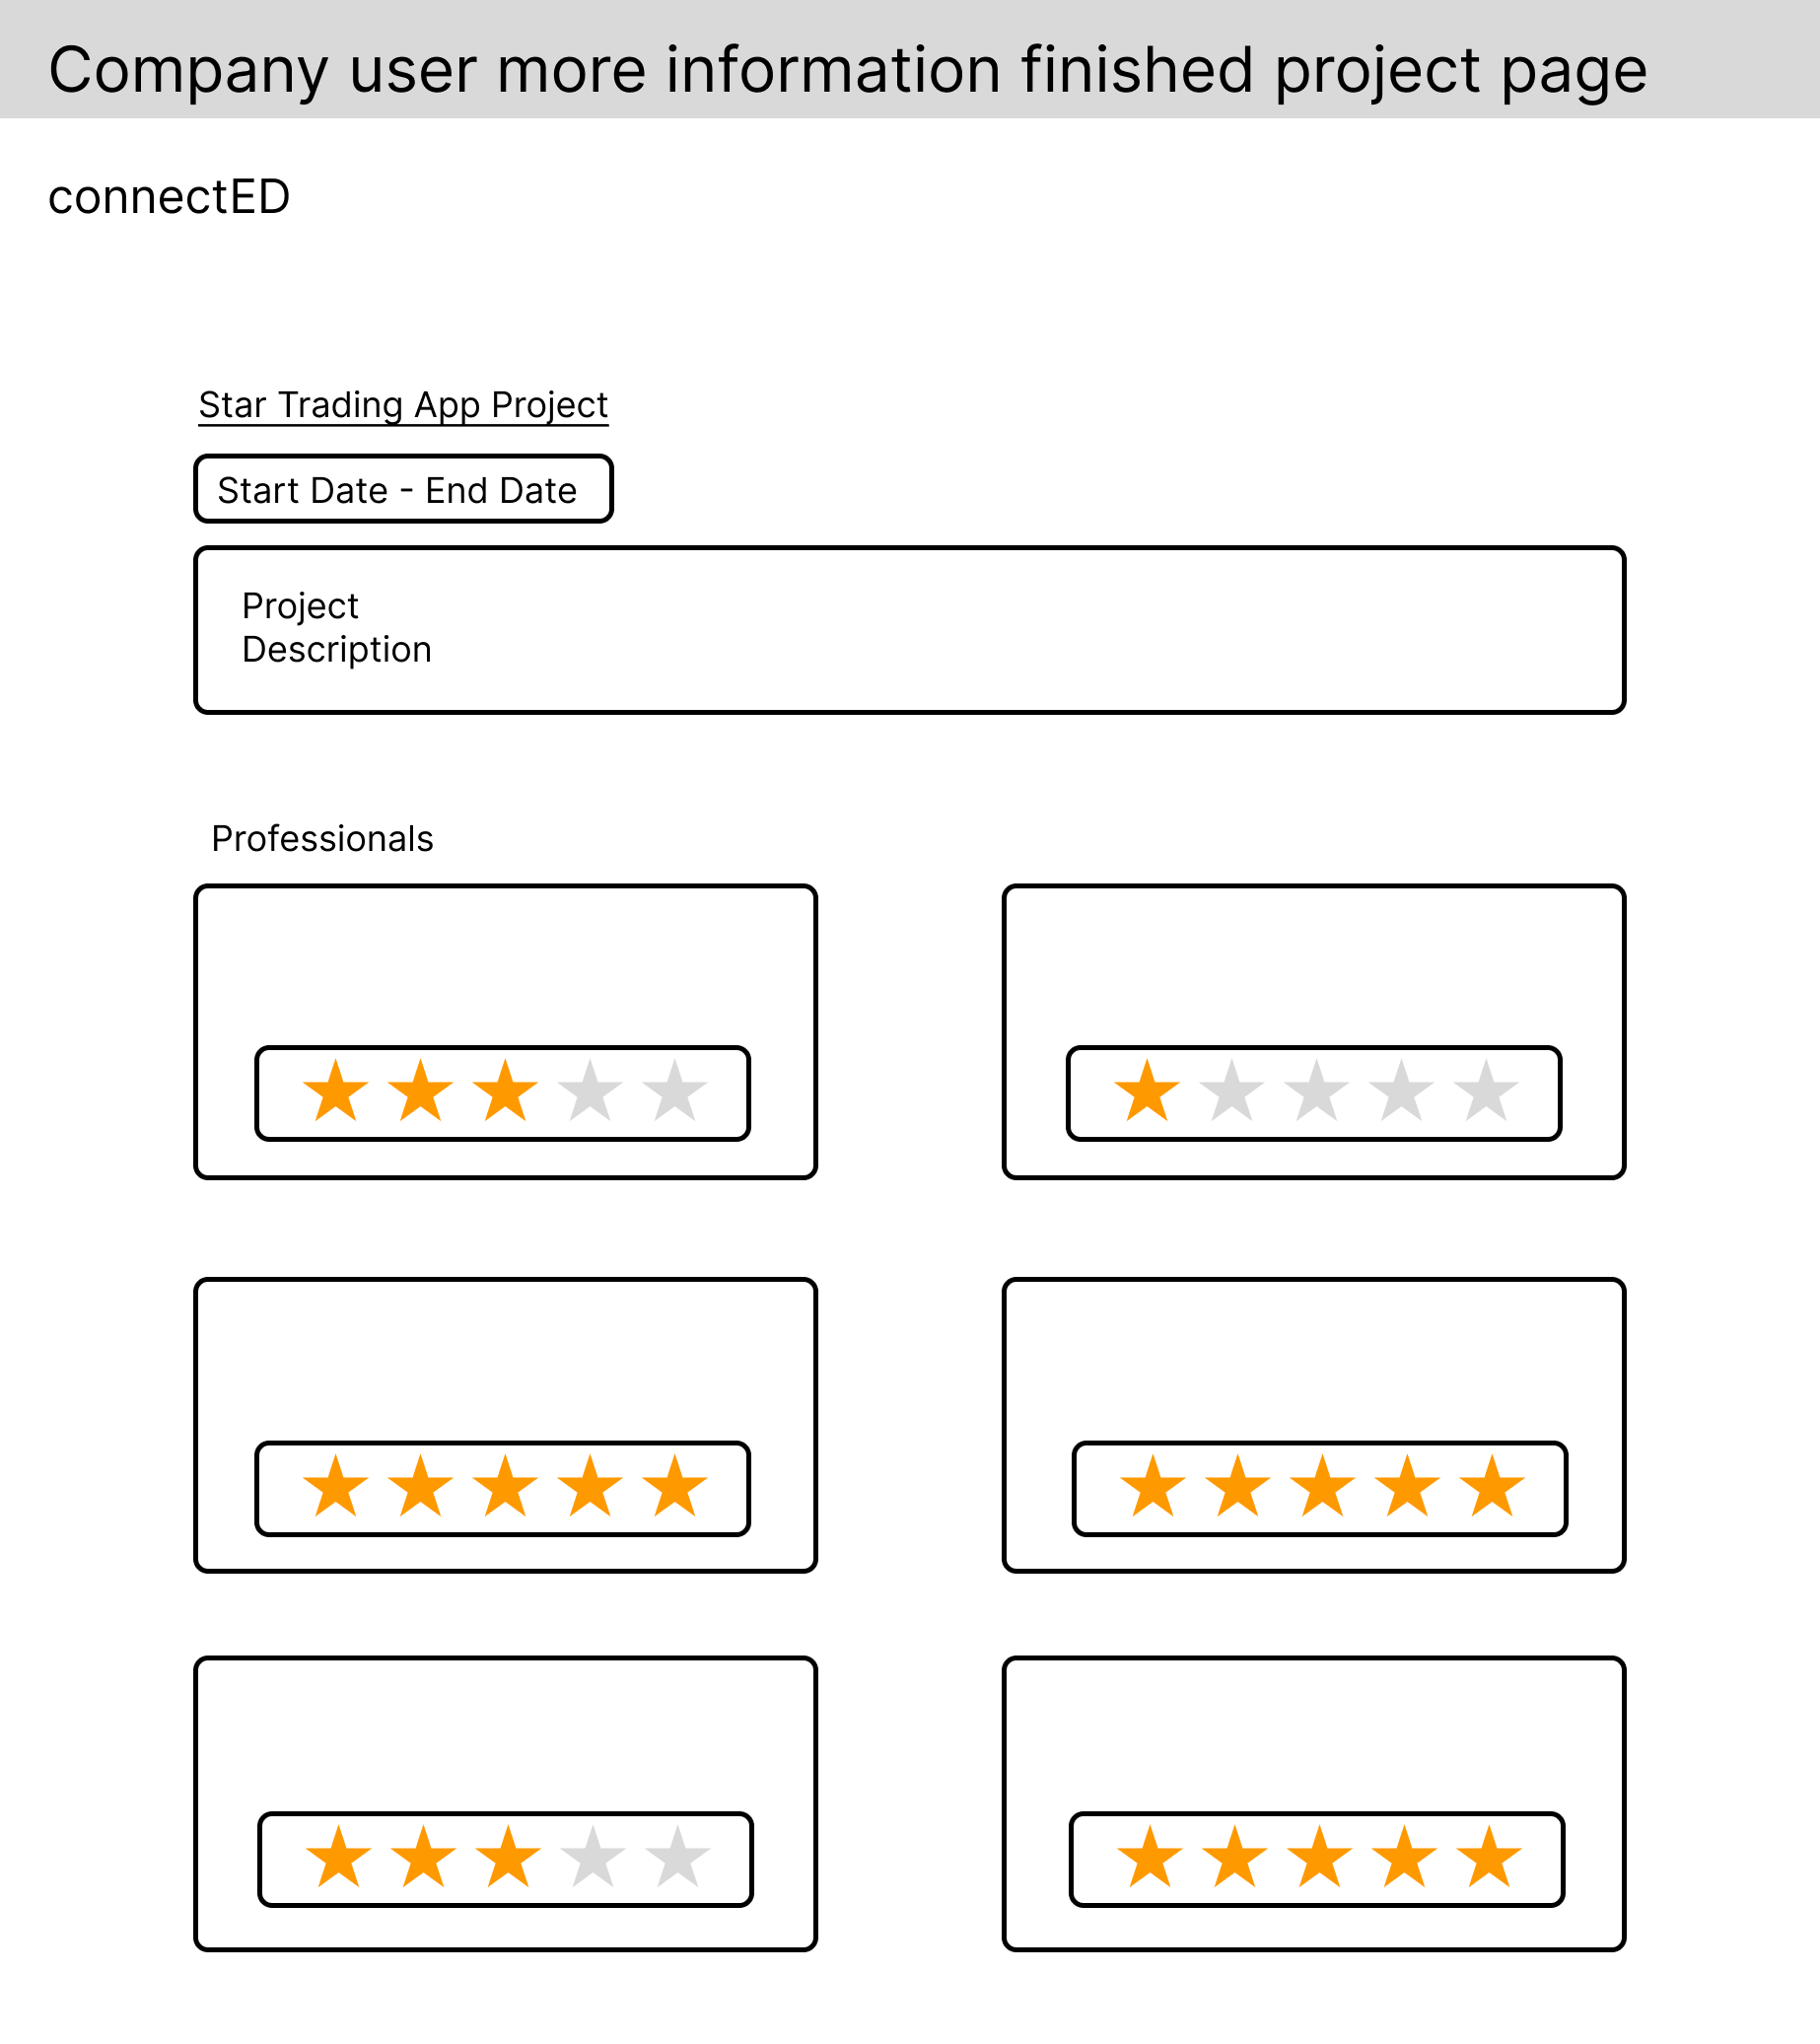 Company user more information finished project page
connectED
Star Trading App Project
Start Date - End Date
Project
Description
Professionals